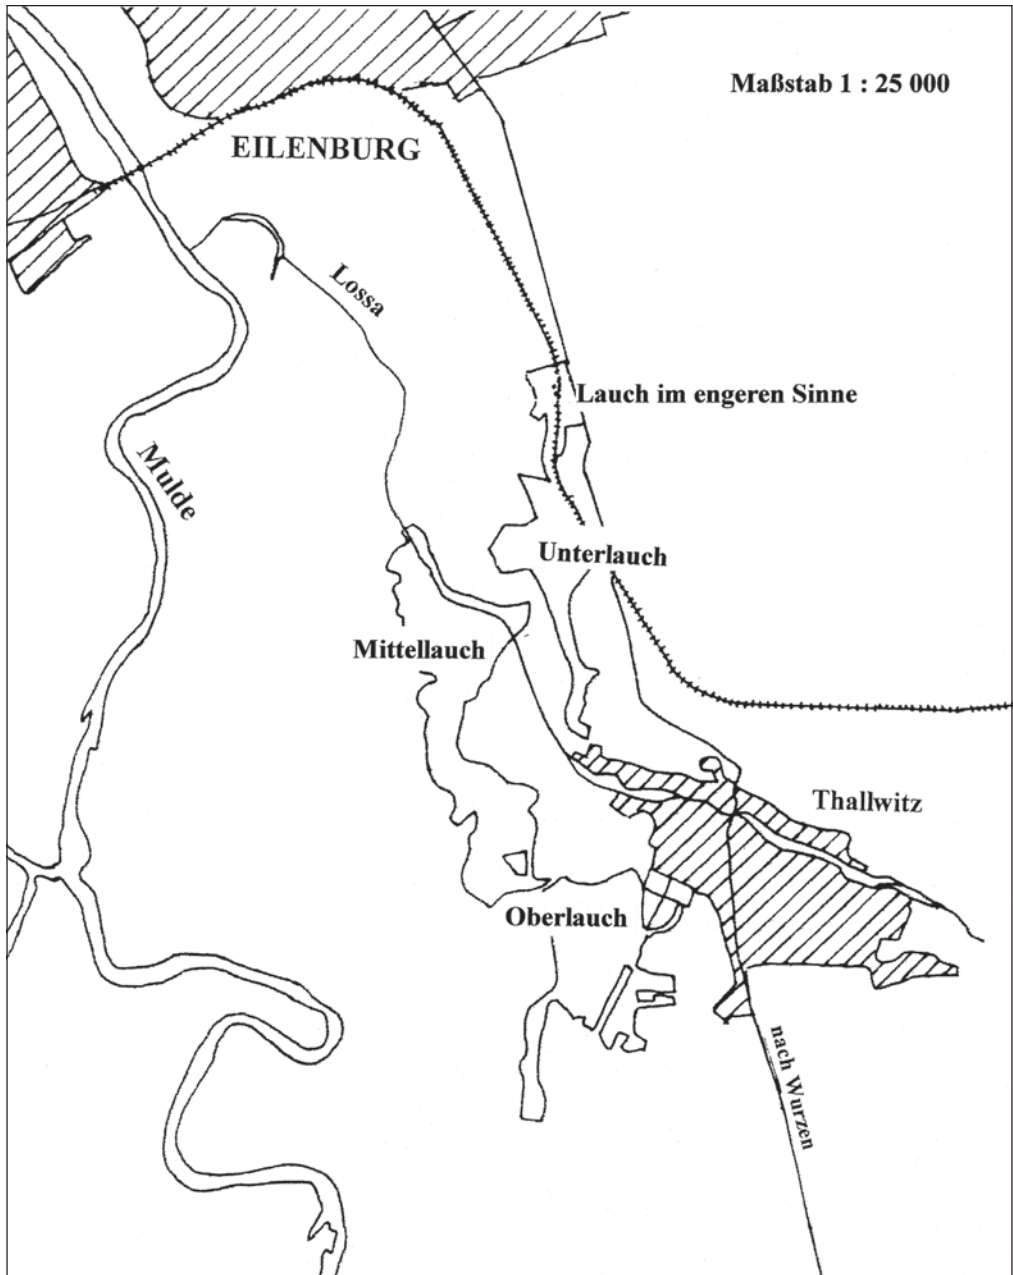 Maßstab 1 : 25 000
EILENBURG
Lossa
Lauch im engeren Sinne
Mulde
Unterlauch
Mittellauch
Thallwitz
Oberlauch
nach Wurzen